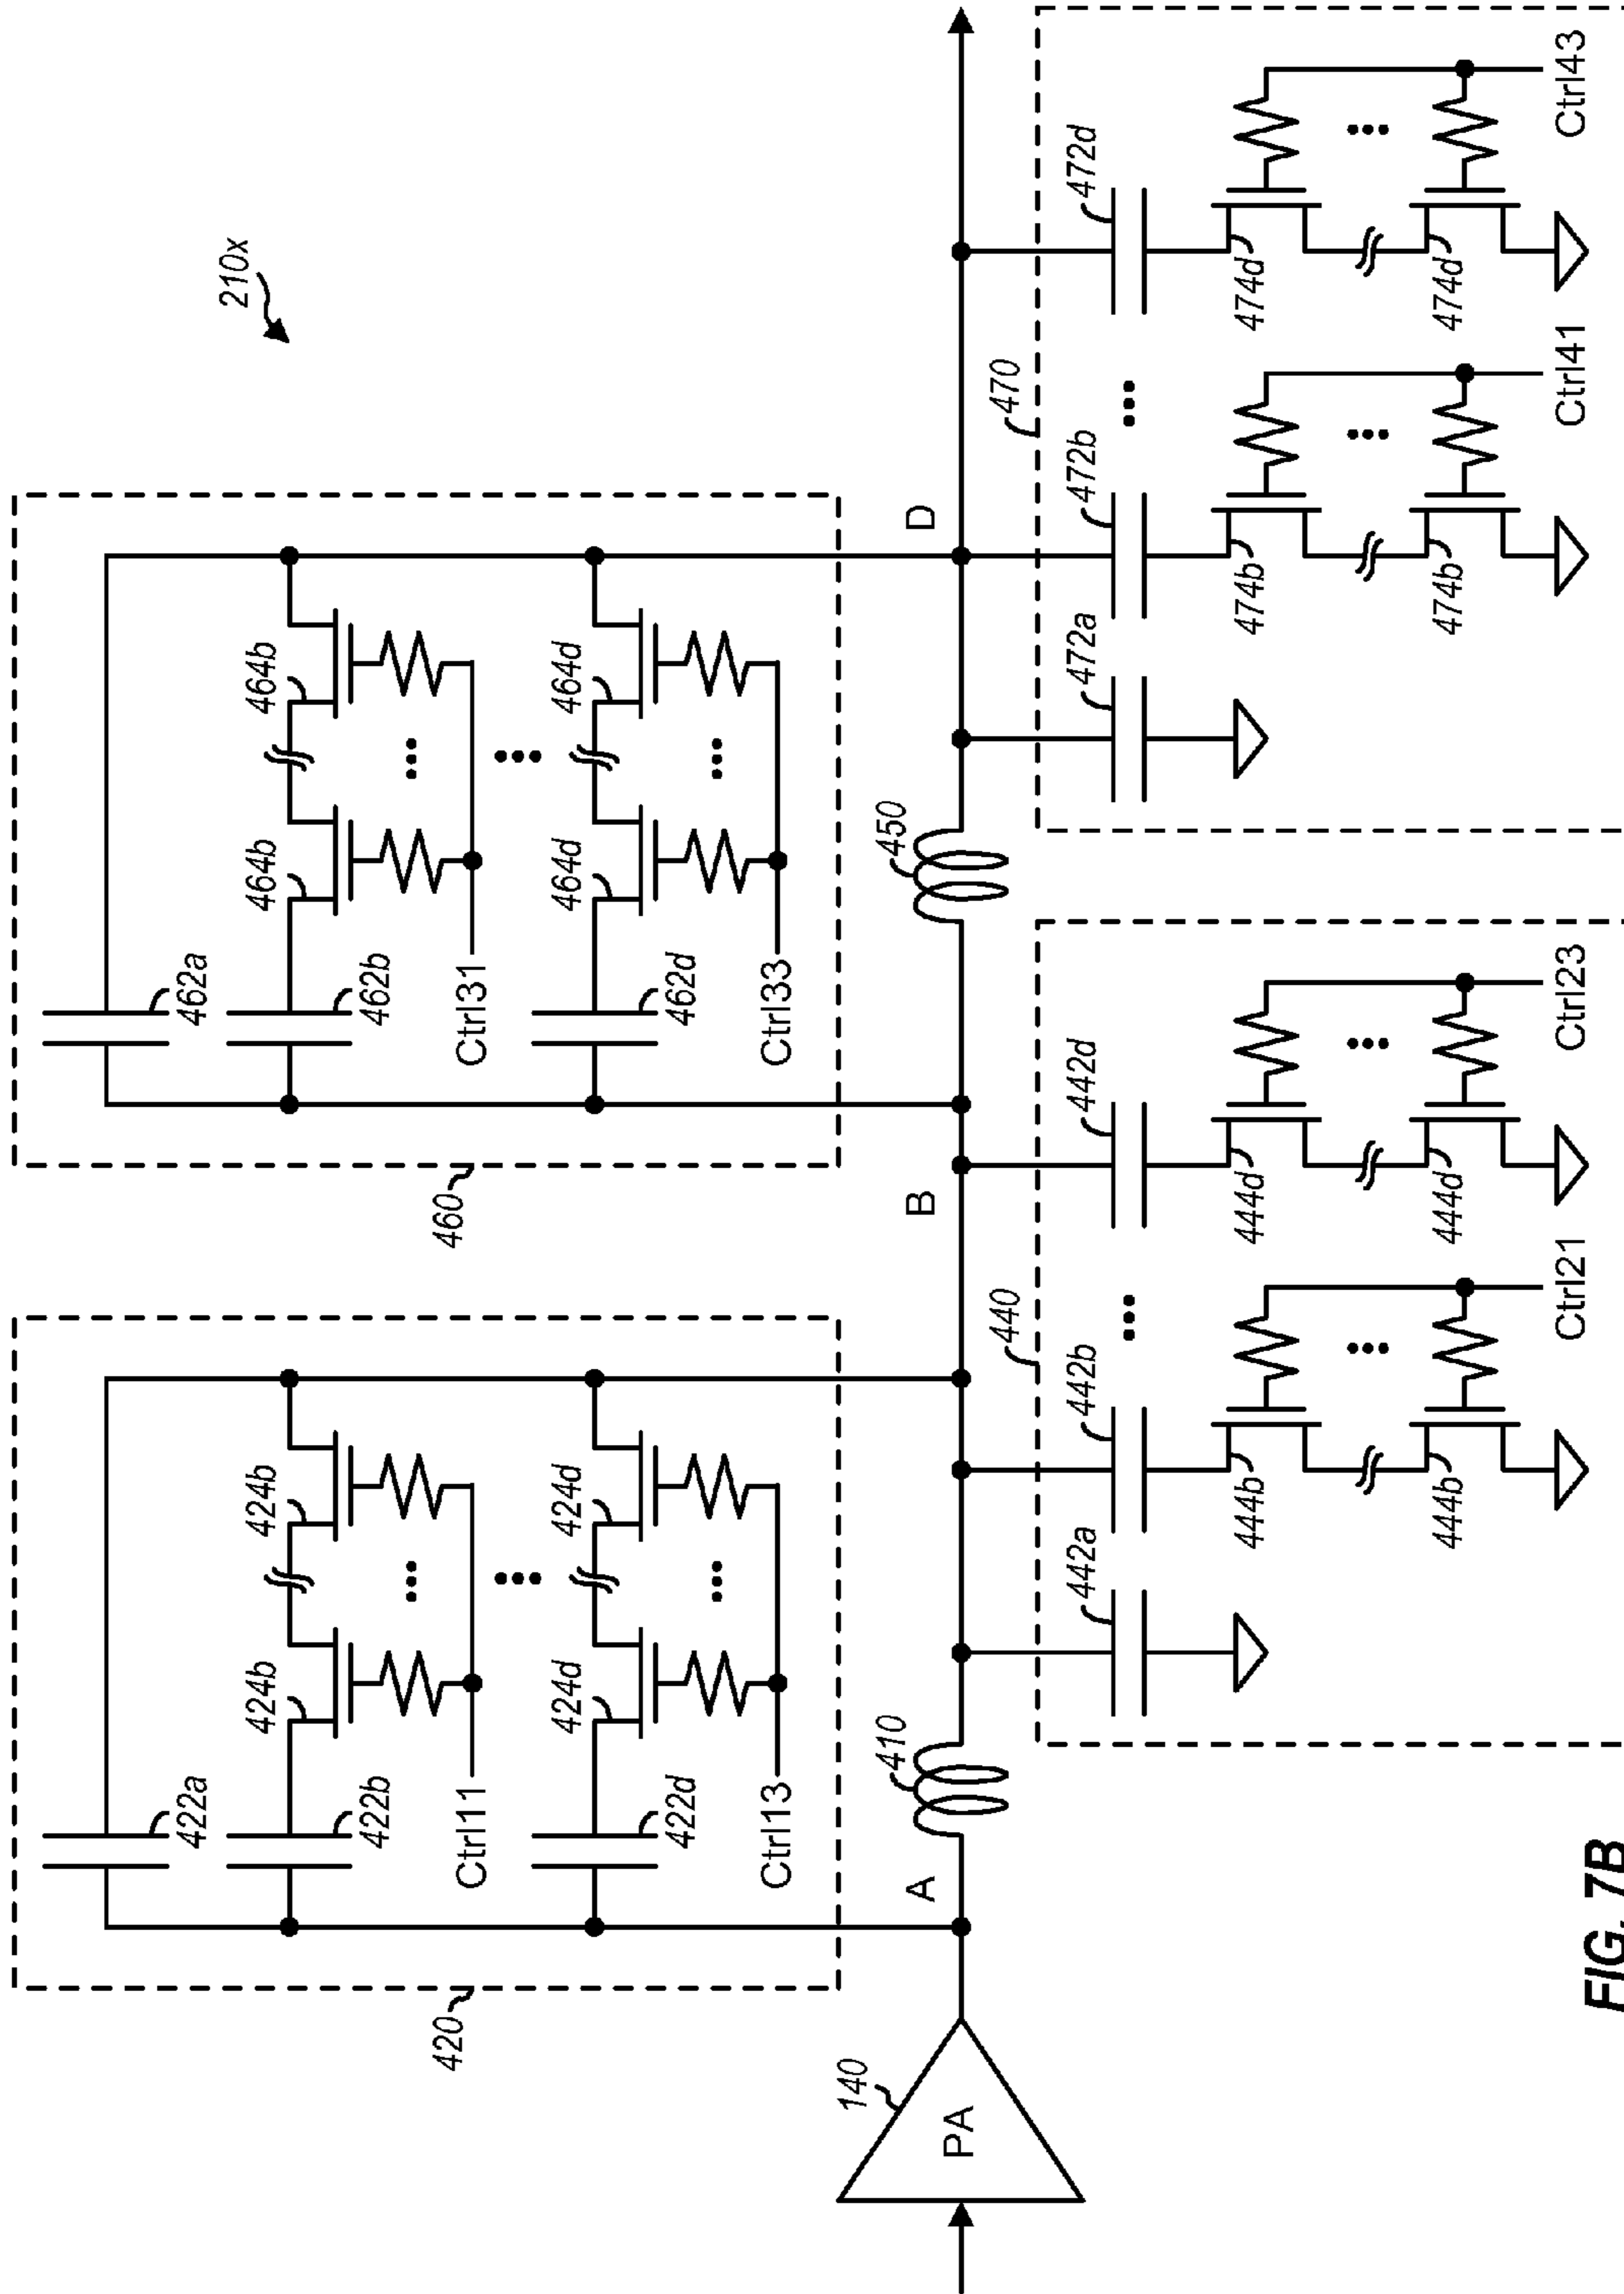 210x
420
422a
422b
424b
424b
Ctrl11
422d
424d
424d
Ctrl13
460
462a
462b
464b
464b
Ctrl31
462d
464d
464d
Ctrl33
140
PA
A
410
B
450
D
440
442a
442b
442d
444b
444b
444d
444d
Ctrl21
Ctrl23
470
472a
472b
472d
474b
474b
474d
474d
Ctrl41
Ctrl43
FIG. 7B